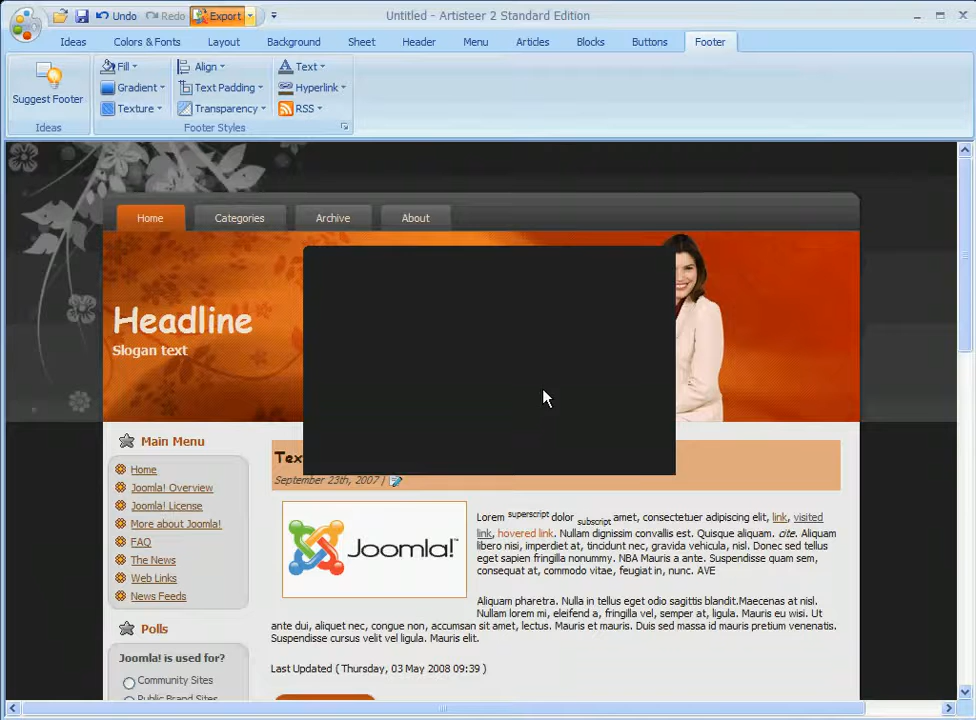 Undo Redo Export Untitled - Artisteer 2 Standard Edition
Ideas Colors & Fonts Layout Background Sheet Header Menu Articles Blocks Buttons Footer
Fill Align Text
Suggest Footer Gradient Text Padding Hyperlink
Texture Transparency RSS
Ideas Footer Styles
Home Categories Archive About
Headline
Slogan text
Main Menu
Home
Joomla! Overview
Joomla! License
More about Joomla!
FAQ
The News
Web Links
News Feeds
Polls
Joomla! is used for?
Community Sites
Public Brand Sites
Tex
September 23th, 2007 |
Joomla!™
Lorem superscript dolor subscript amet, consectetuer adipiscing elit, link, visited
link, hovered link. Nullam dignissim convallis est. Quisque aliquam. cite. Aliquam
libero nisi, imperdiet at, tincidunt nec, gravida vehicula, nisl. Donec sed tellus
eget sapien fringilla nonummy. NBA Mauris a ante. Suspendisse quam sem,
consequat at, commodo vitae, feugiat in, nunc. AVE
Aliquam pharetra. Nulla in tellus eget odio sagittis blandit.Maecenas at nisl.
Nullam lorem mi, eleifend a, fringilla vel, semper at, ligula. Mauris eu wisi. Ut
ante dui, aliquet nec, congue non, accumsan sit amet, lectus. Mauris et mauris. Duis sed massa id mauris pretium venenatis.
Suspendisse cursus velit vel ligula. Mauris elit.
Last Updated ( Thursday, 03 May 2008 09:39 )